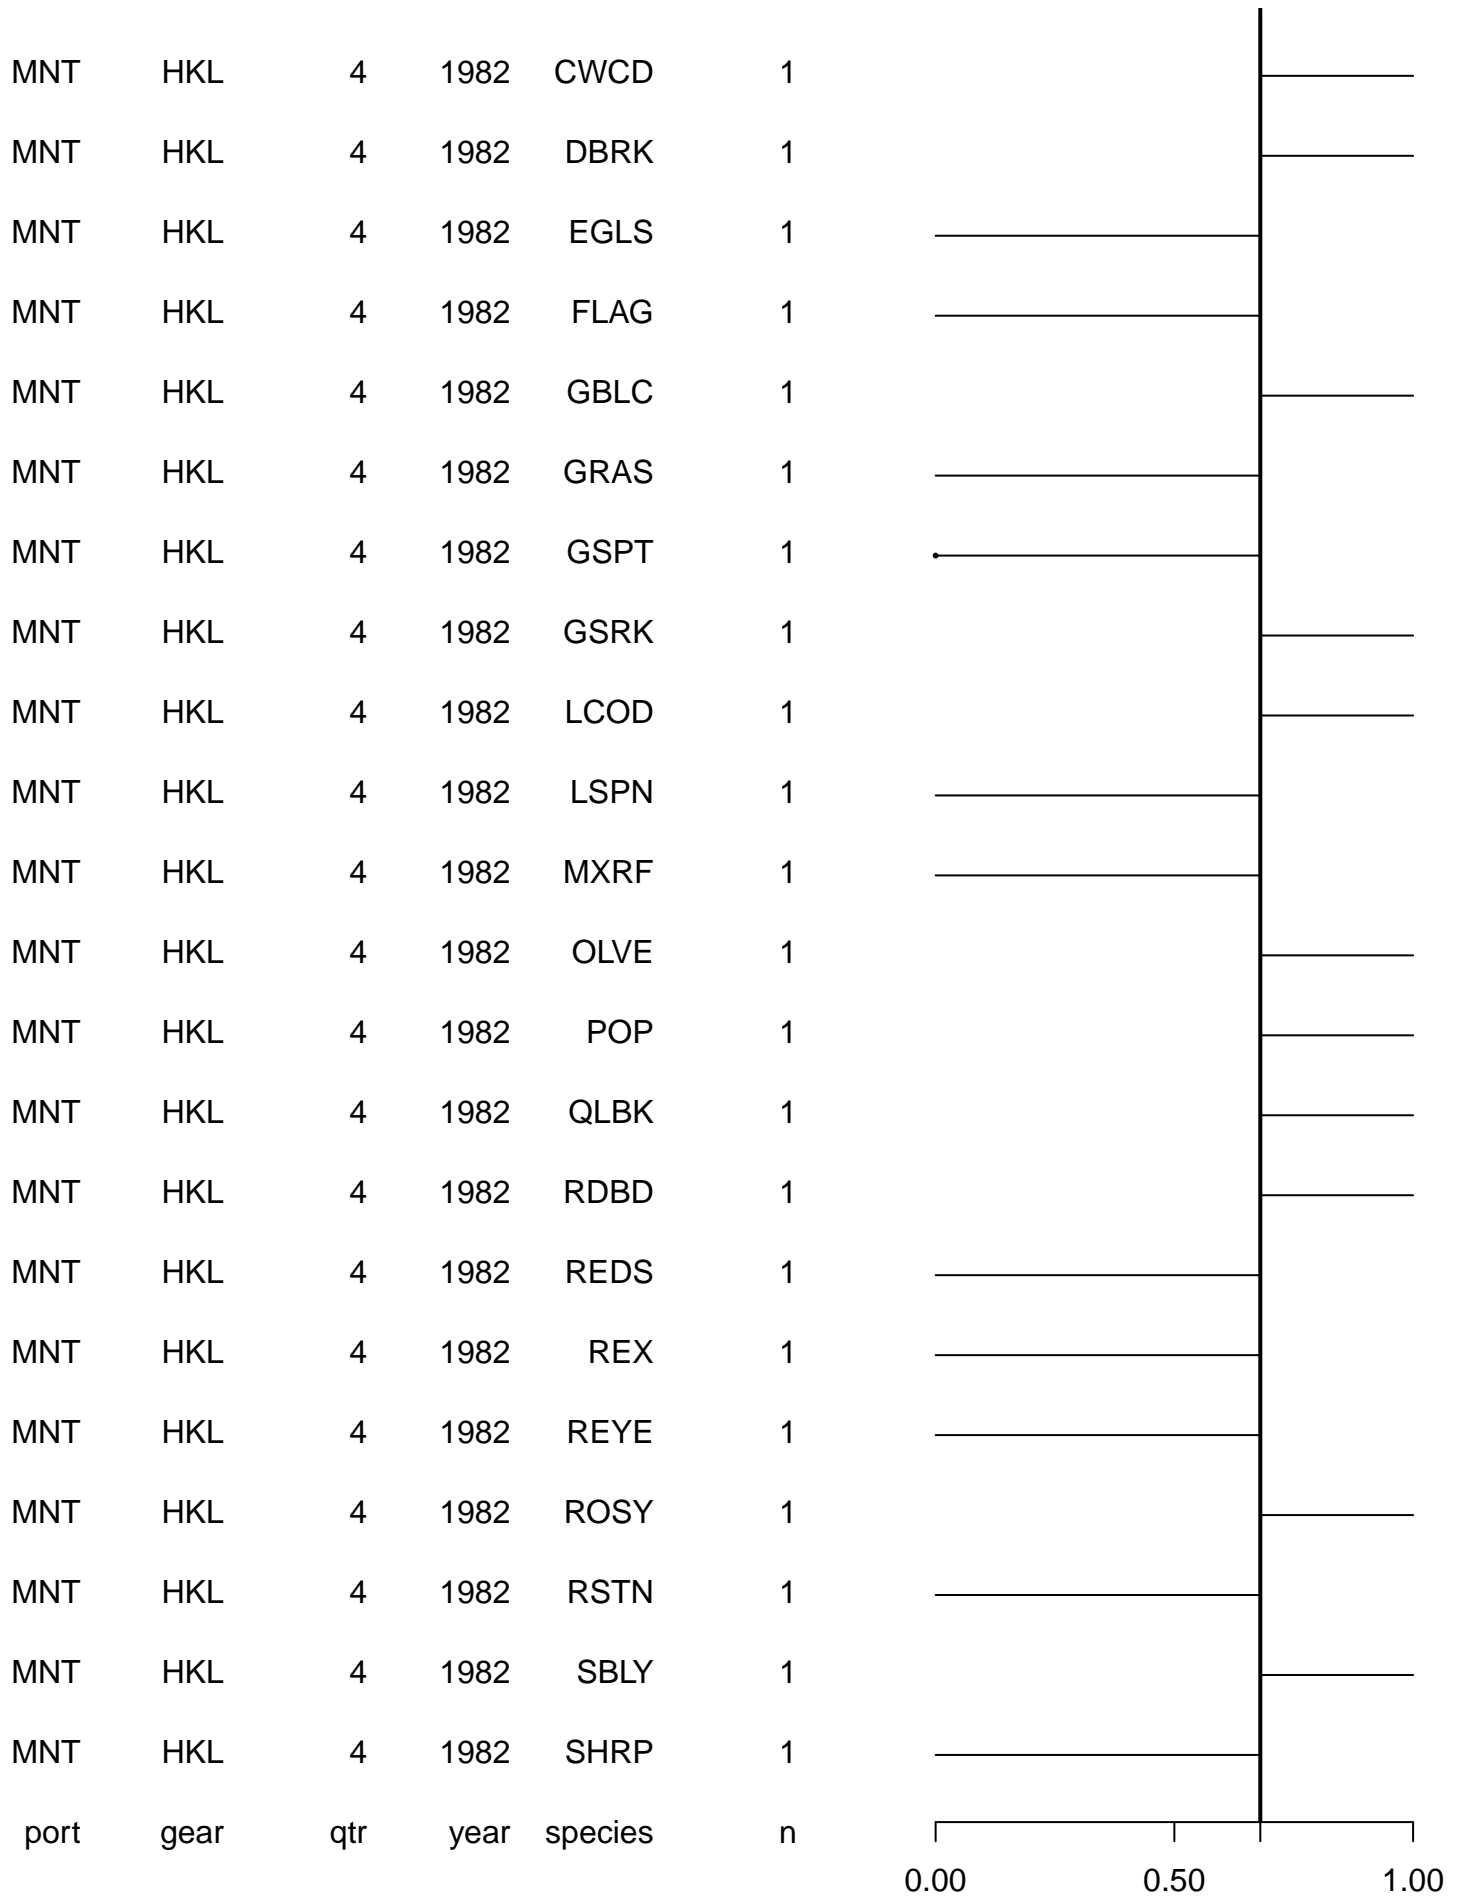 MNT HKL 4 1982 CWCD 1
MNT HKL 4 1982 DBRK 1
MNT HKL 4 1982 EGLS 1
MNT HKL 4 1982 FLAG 1
MNT HKL 4 1982 GBLC 1
MNT HKL 4 1982 GRAS 1
MNT HKL 4 1982 GSPT 1
MNT HKL 4 1982 GSRK 1
MNT HKL 4 1982 LCOD 1
MNT HKL 4 1982 LSPN 1
MNT HKL 4 1982 MXRF 1
MNT HKL 4 1982 OLVE 1
MNT HKL 4 1982 POP 1
MNT HKL 4 1982 QLBK 1
MNT HKL 4 1982 RDBD 1
MNT HKL 4 1982 REDS 1
MNT HKL 4 1982 REX 1
MNT HKL 4 1982 REYE 1
MNT HKL 4 1982 ROSY 1
MNT HKL 4 1982 RSTN 1
MNT HKL 4 1982 SBLY 1
MNT HKL 4 1982 SHRP 1
port gear qtr year species n
0.00 0.50 1.00